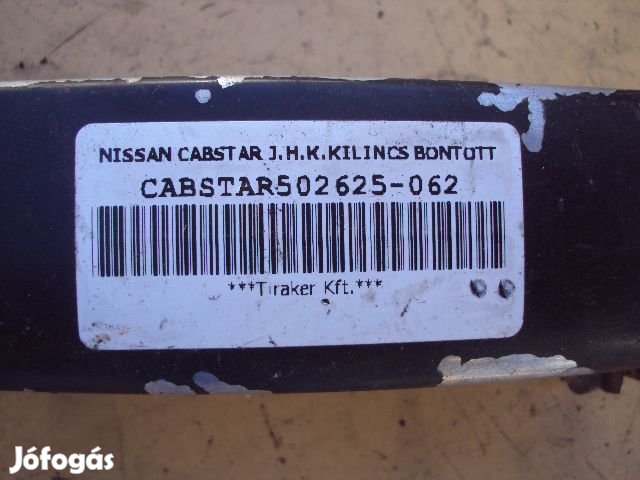 NISSAN CABSTAR J.H.K.KILINCS BONTOTT
CABSTAR502625-062
***Tiraker Kft.***
Jófogás